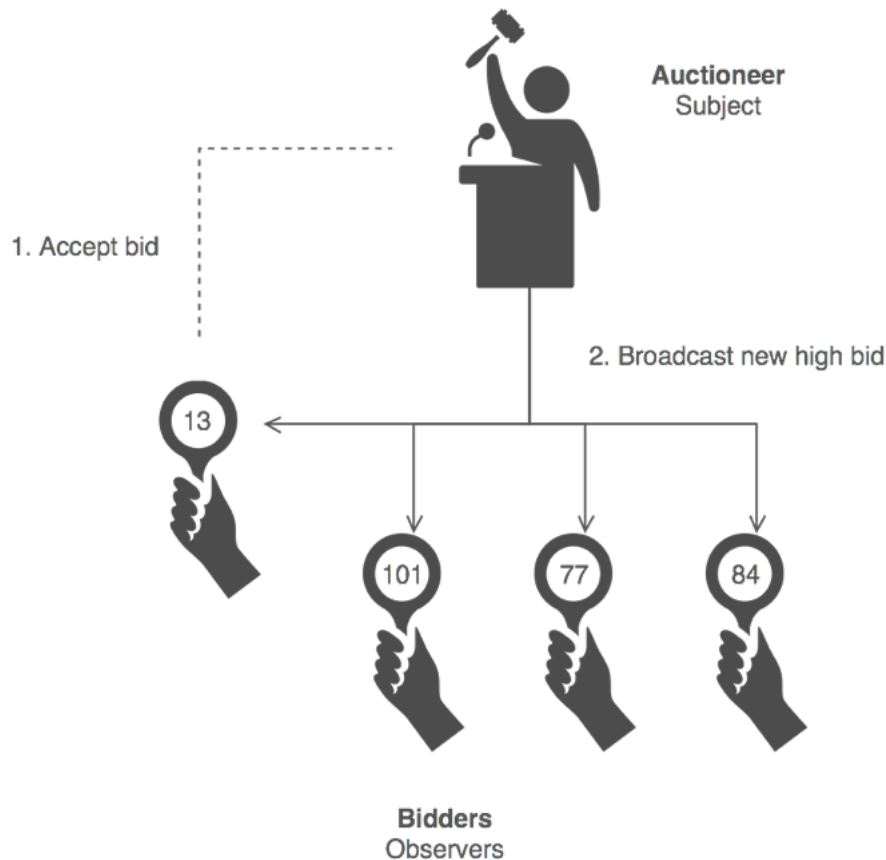 Auctioneer
Subject
1. Accept bid
2. Broadcast new high bid
13
101
77
84
Bidders
Observers